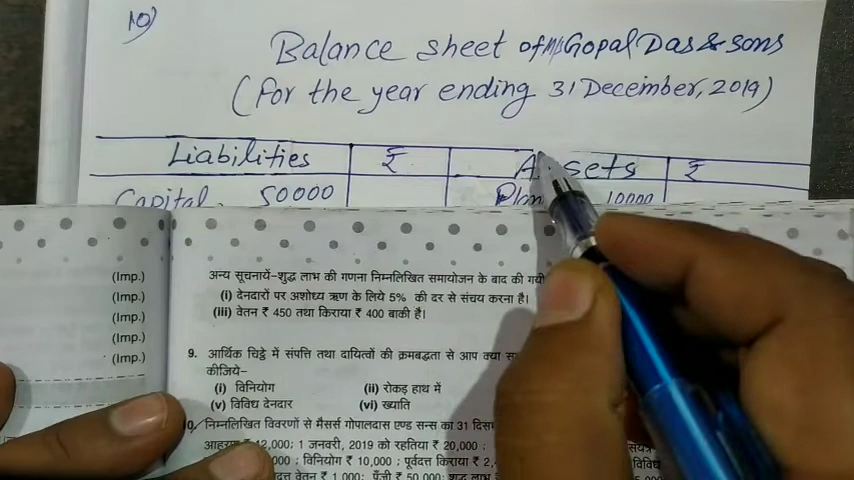 10)
Balance sheet of M/s Gopal Das & sons
(for the year ending 31 December, 2019)
Liabilities ₹ Assets ₹
Capital. 50000 10000
(Imp.)
(Imp.)
(Imp.)
(Imp.)
(Imp.)
अन्य सूचनायें-शुद्ध लाभ की गणना निम्नलिखित समायोजन के बाद की गयी
(i) देनदारों पर अशोध्य ऋण के लिये 5% की दर से संचय करना है।
(iii) वेतन ₹ 450 तथा किराया ₹ 400 बाकी है।
9. आर्थिक चिट्ठे में संपत्ति तथा दायित्वों की क्रमबद्धता से आप क्या
कीजिये-
(i) विनियोग (ii) रोकड़ हाथ में
(v) विविध देनदार (vi) ख्याति
10. निम्नलिखित विवरणों से मैसर्स गोपालदास एण्ड सन्स का 31
आहरण ₹ 12,000; 1 जनवरी, 2019 को रहतिया ₹ 20,000 ;
000 ; विनियोग ₹ 10,000 ; पूर्वदत्त किराया ₹ 2, विविध
वेतन ₹ 1,000; पूँजी ₹ 50,000; शुद्ध